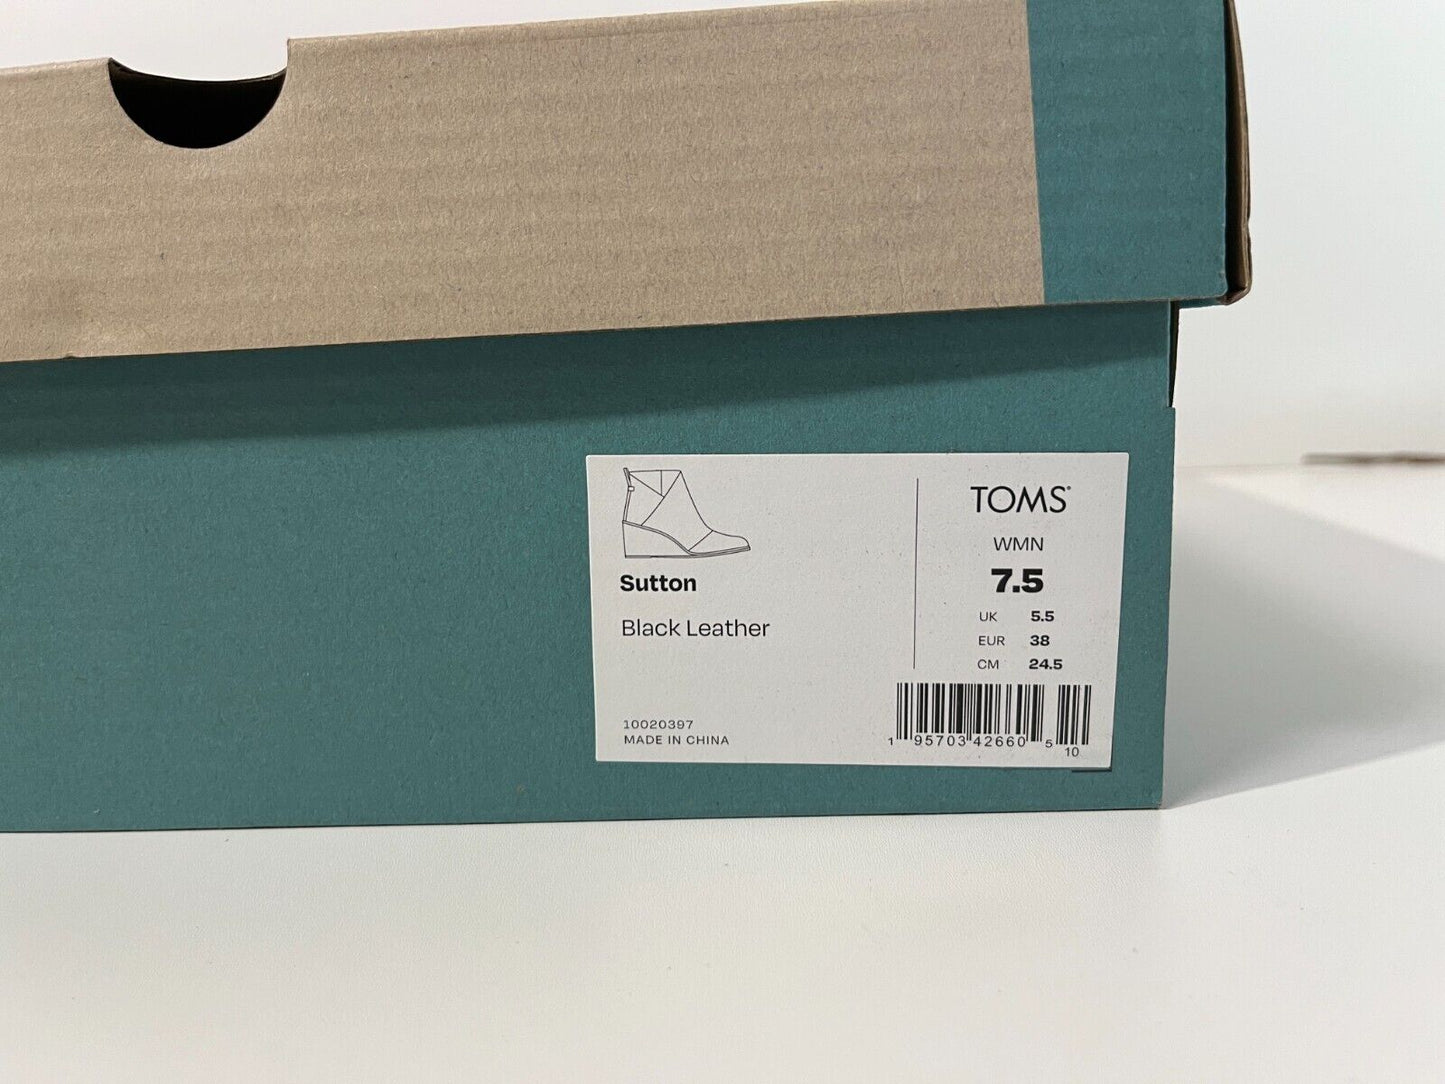 Sutton
Black Leather
10020397
MADE IN CHINA
TOMS®
WMN
7.5
UK 5.5
EUR 38
CM 24.5
1 95703 42660 5 10